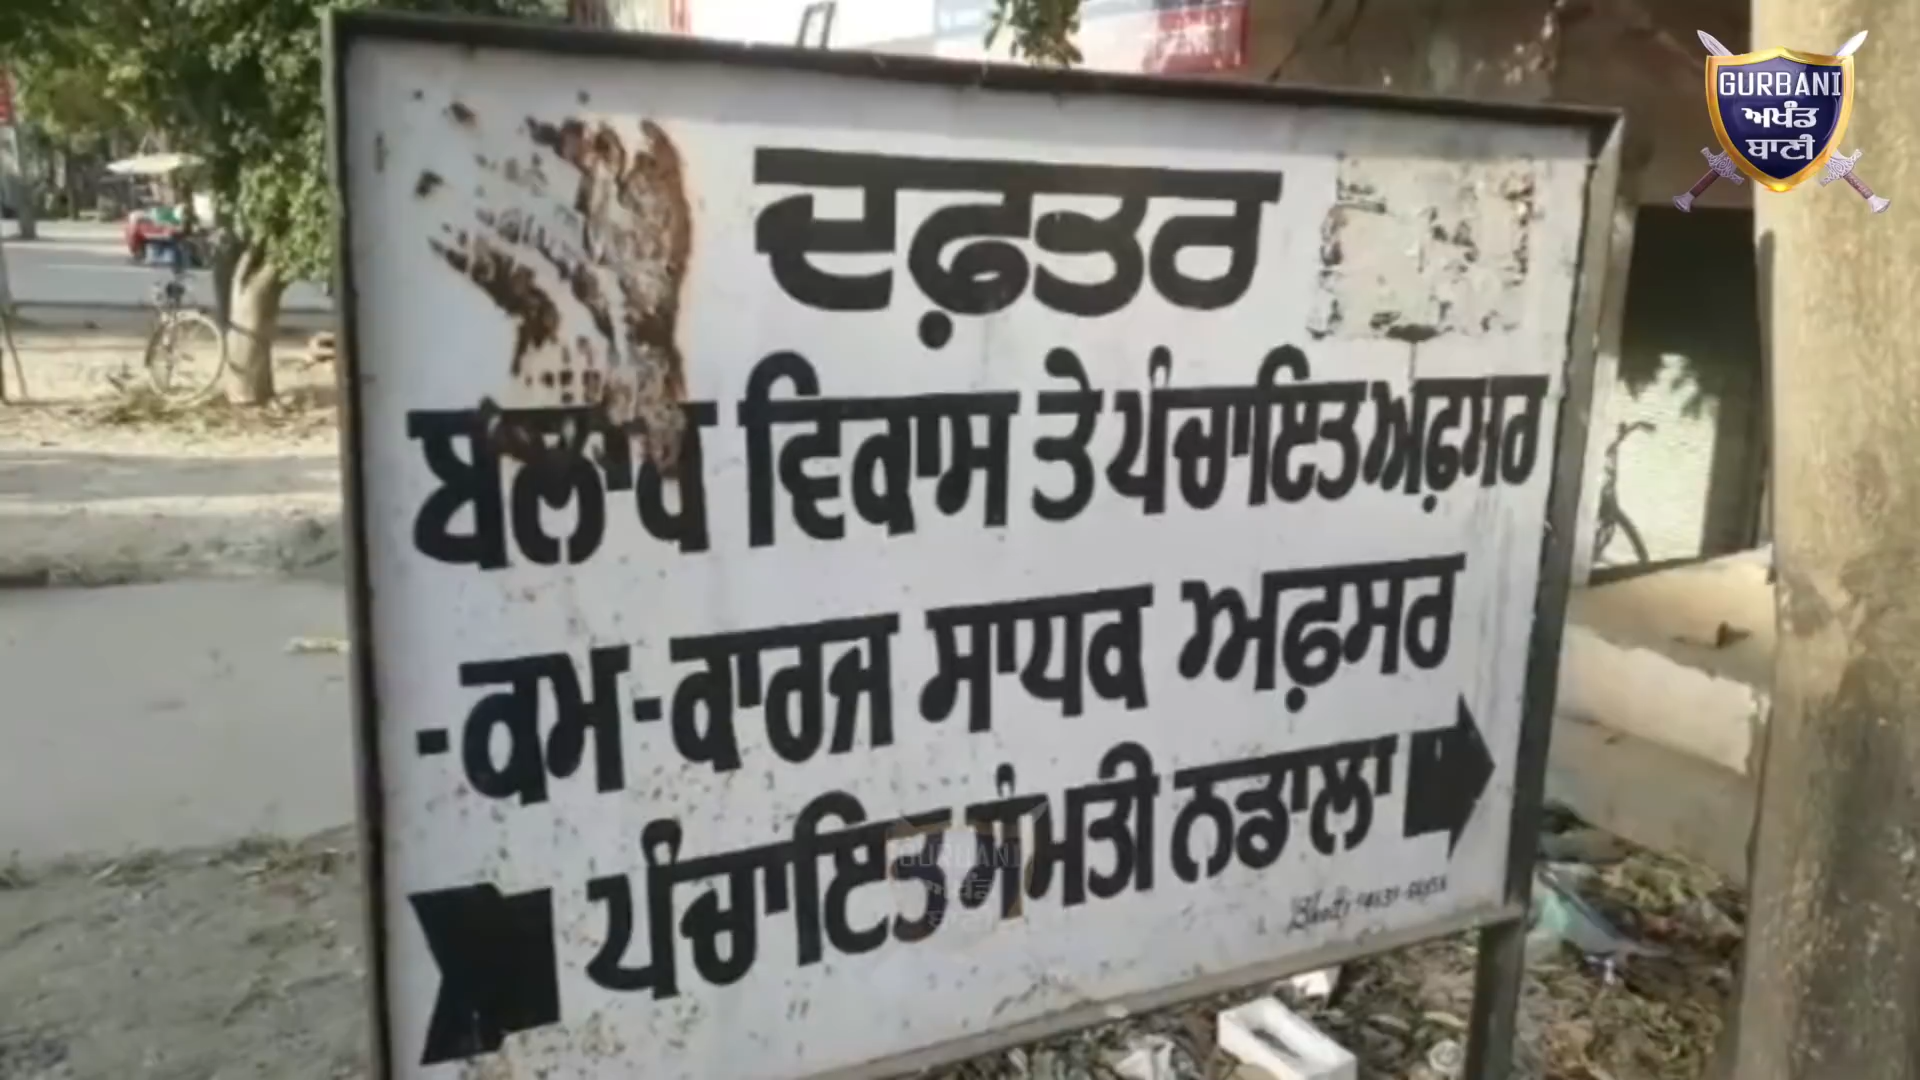 GURBANI
ਅਖੰਡ
ਬਾਣੀ
ਦਫ਼ਤਰ
ਬਲਾਕ ਵਿਕਾਸ ਤੇ ਪੰਚਾਇਤ ਅਫ਼ਸਰ
-ਕਮ-ਕਾਰਜ ਸਾਧਕ ਅਫ਼ਸਰ
ਪੰਚਾਇਤ ਸੰਮਤੀ ਨਡਾਲਾ